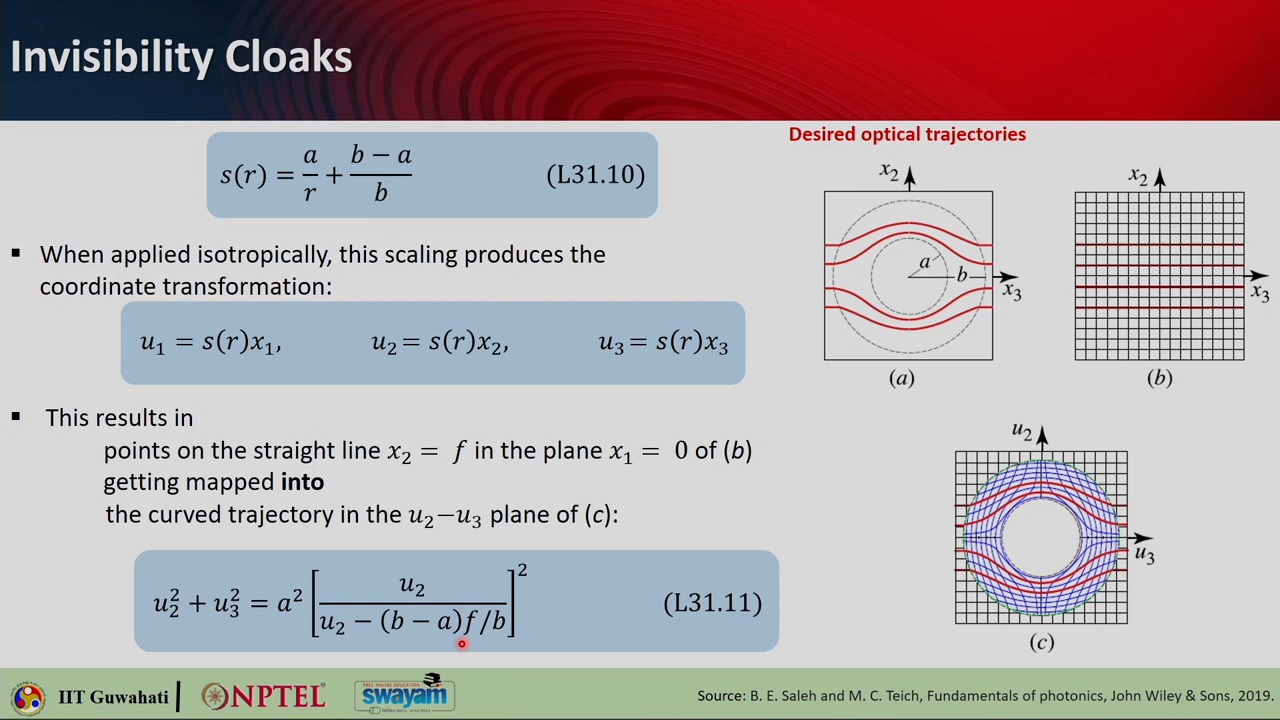 Invisibility Cloaks
s(r) = a/r + (b − a)/b (L31.10)
▪ When applied isotropically, this scaling produces the
coordinate transformation:
u₁ = s(r)x₁, u₂ = s(r)x₂, u₃ = s(r)x₃
▪ This results in
points on the straight line x₂ = f in the plane x₁ = 0 of (b)
getting mapped into
the curved trajectory in the u₂−u₃ plane of (c):
u₂² + u₃² = a² [u₂ / (u₂ − (b − a)f/b)]² (L31.11)
Desired optical trajectories
x₂
a
b
x₃
(a)
x₂
x₃
(b)
u₂
u₃
(c)
IIT Guwahati
NPTEL
FREE ONLINE EDUCATION
swayam
Source: B. E. Saleh and M. C. Teich, Fundamentals of photonics, John Wiley & Sons, 2019.